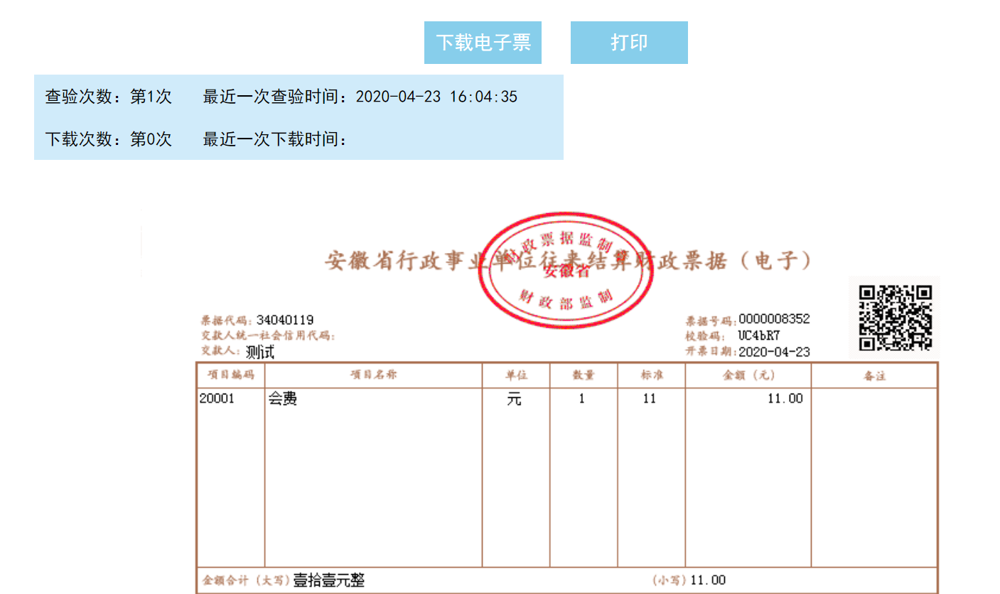 下载电子票 打印
查验次数：第1次 最近一次查验时间：2020-04-23 16:04:35
下载次数：第0次 最近一次下载时间：
安徽省行政事业单位往来结算财政票据（电子）
财政票据监制章
安徽省
财政部监制
票据代码：34040119 票据号码：0000008352
交款人统一社会信用代码： 校验码：UC4bR7
交款人：测试 开票日期：2020-04-23
项目编码 项目名称 单位 数量 标准 金额（元） 备注
20001 会费 元 1 11 11.00
金额合计（大写）壹拾壹元整 （小写）11.00